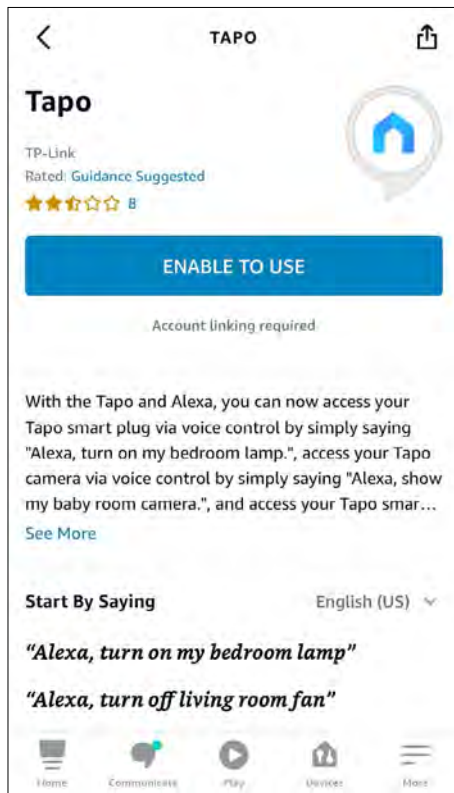 TAPO
Tapo
TP-Link
Rated: Guidance Suggested
8
ENABLE TO USE
Account linking required
With the Tapo and Alexa, you can now access your
Tapo smart plug via voice control by simply saying
"Alexa, turn on my bedroom lamp.", access your Tapo
camera via voice control by simply saying "Alexa, show
my baby room camera.", and access your Tapo smar...
See More
Start By Saying English (US)
“Alexa, turn on my bedroom lamp”
“Alexa, turn off living room fan”
Home Communicate Play Devices More